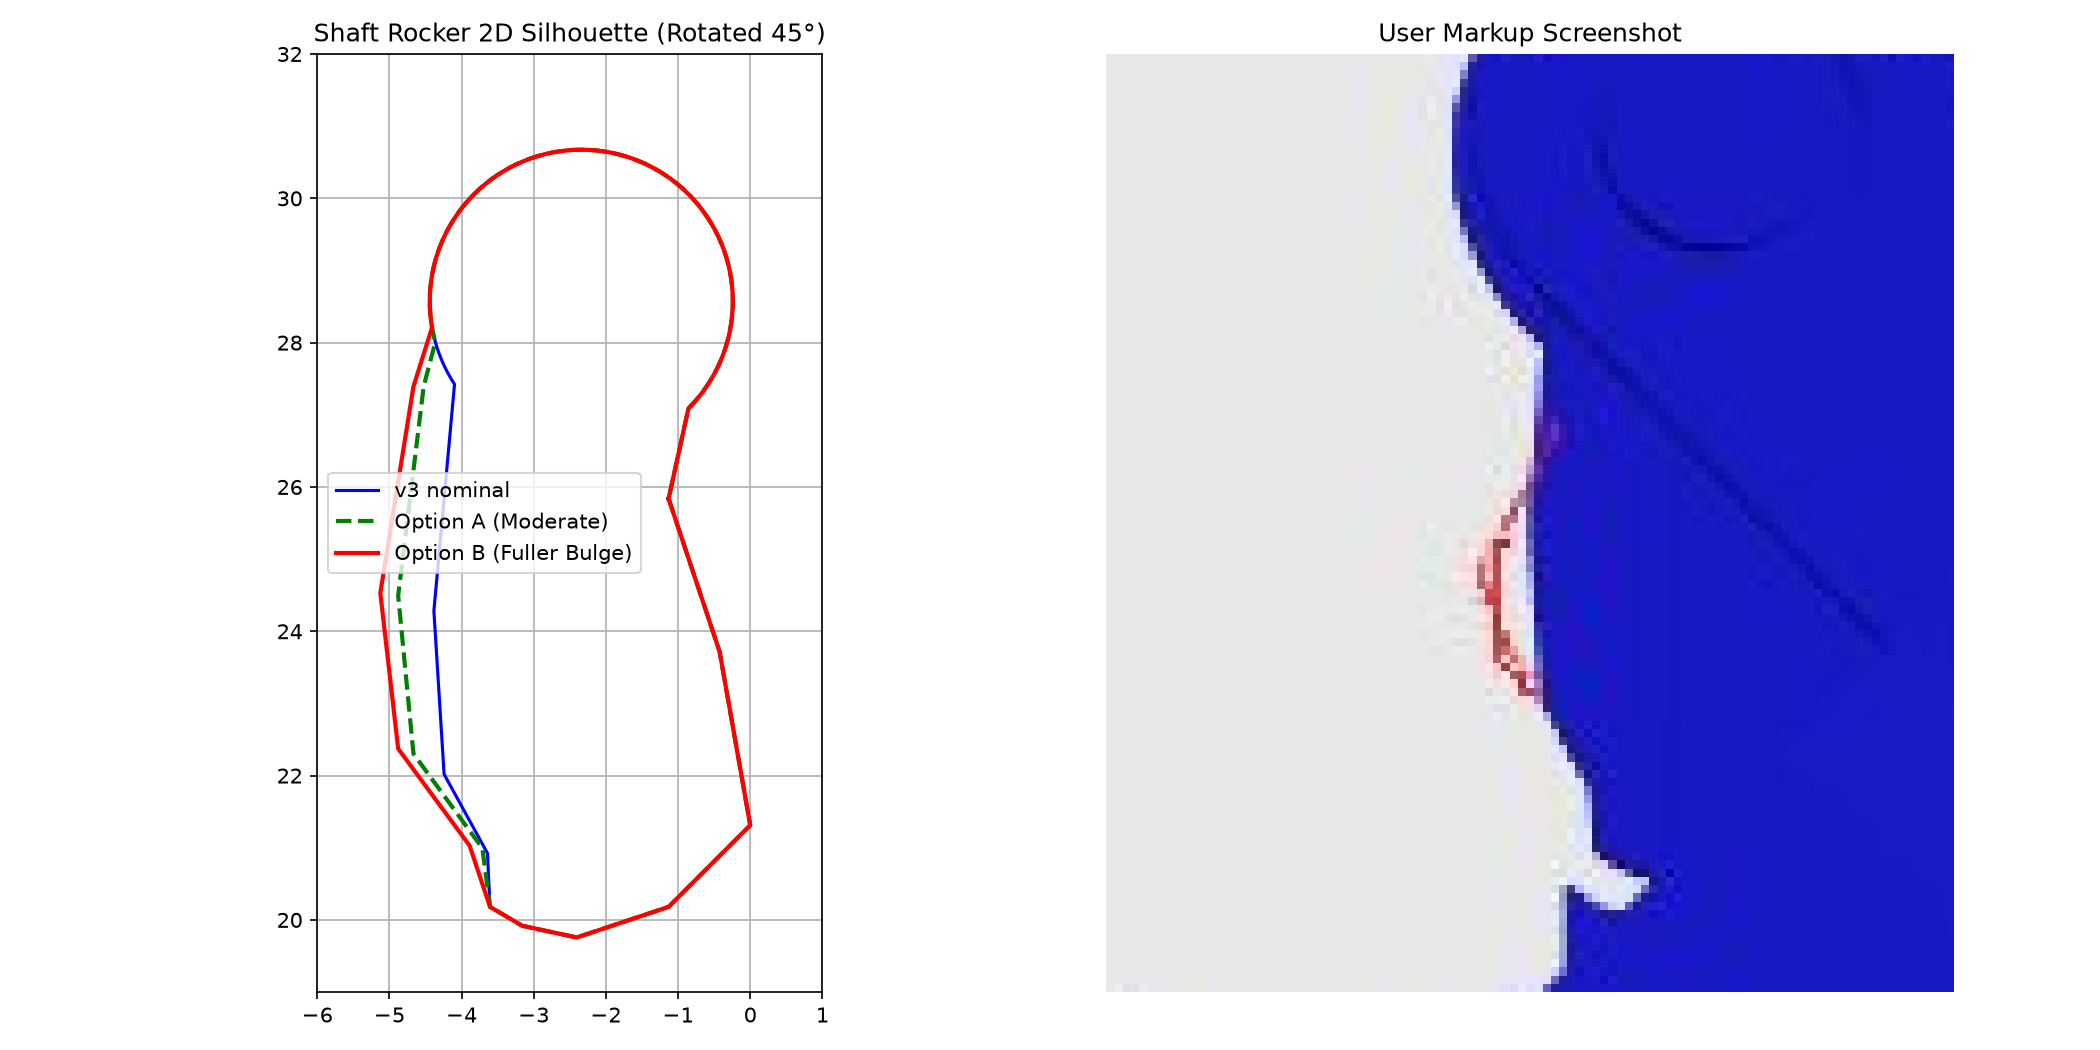 Shaft Rocker 2D Silhouette (Rotated 45°)
User Markup Screenshot
32
30
28
26
24
22
20
v3 nominal
Option A (Moderate)
Option B (Fuller Bulge)
−6 −5 −4 −3 −2 −1 0 1